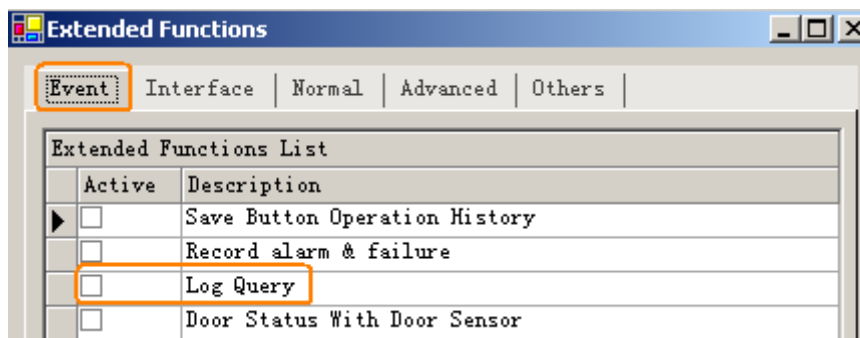 Extended Functions
Event Interface Normal Advanced Others
Extended Functions List
Active Description
Save Button Operation History
Record alarm & failure
Log Query
Door Status With Door Sensor